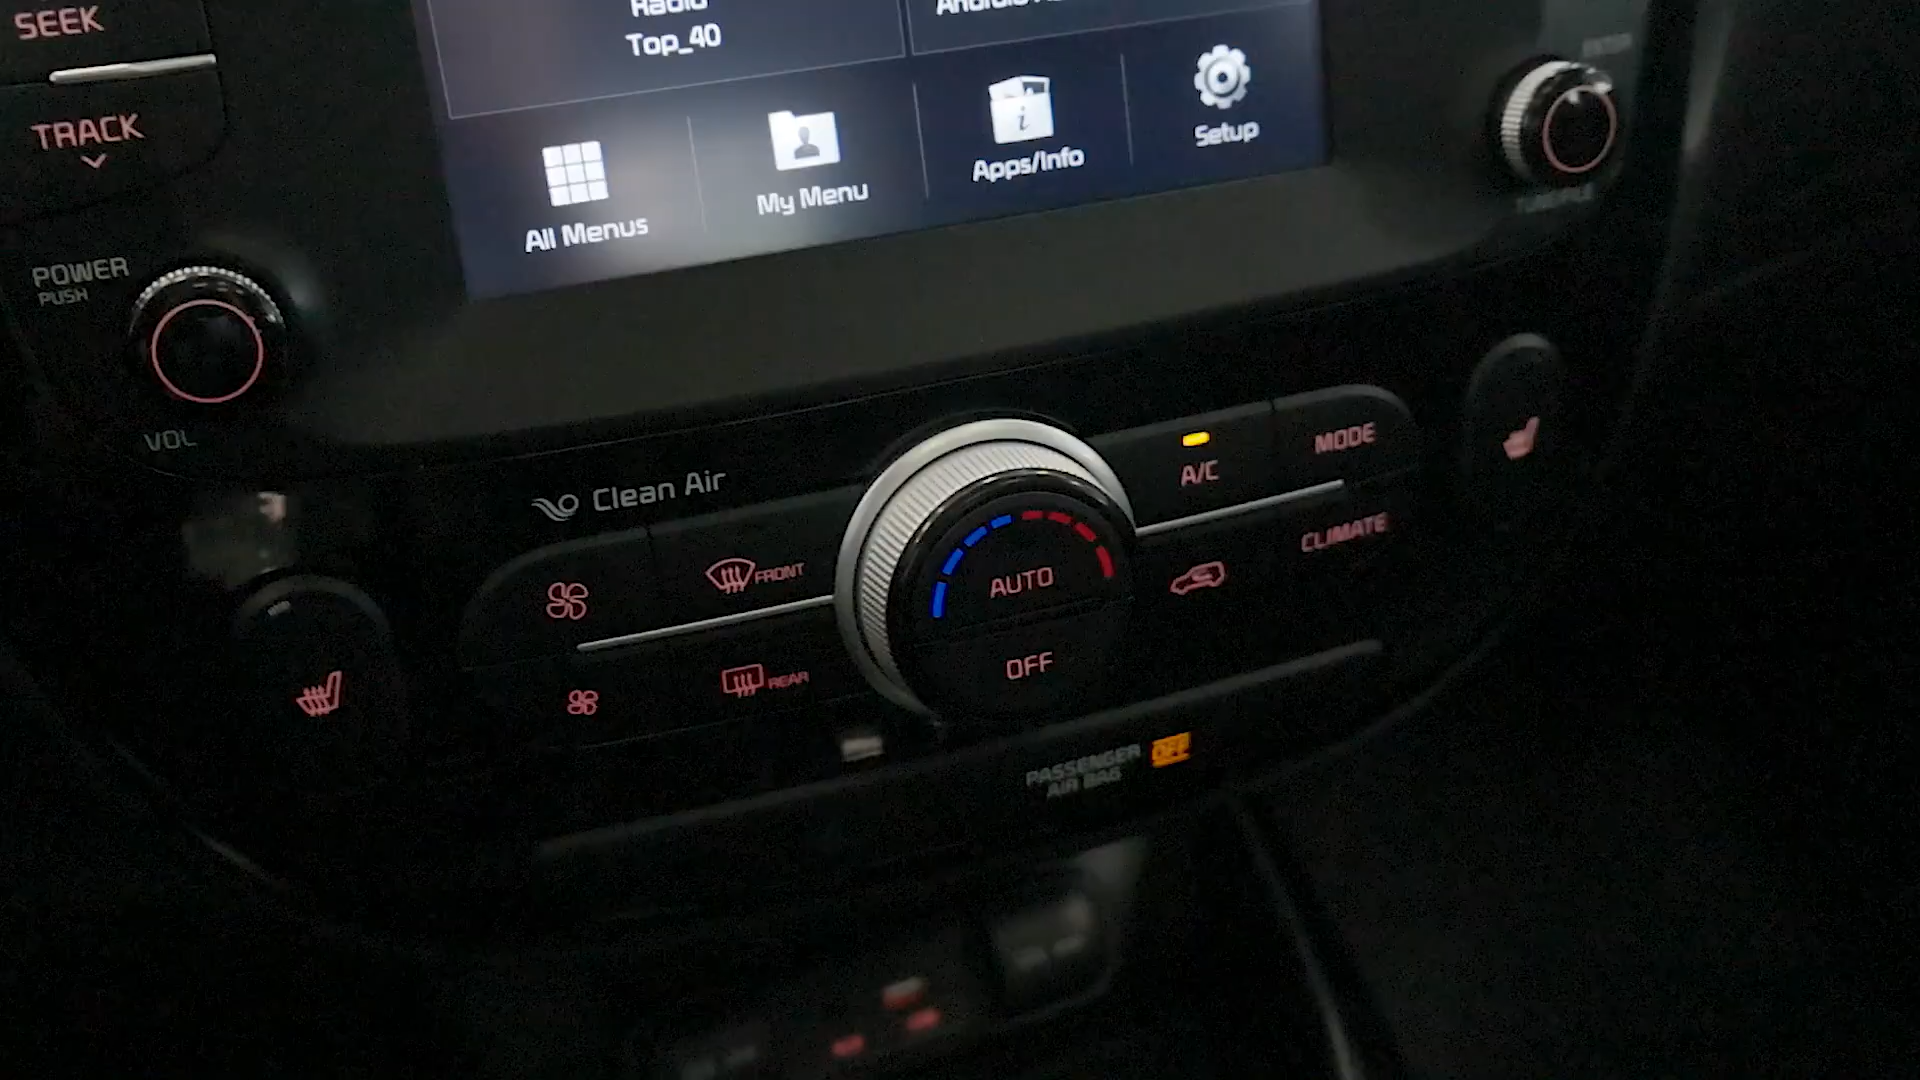 SEEK
TRACK
POWER
PUSH
VOL
Radio
Top_40
All Menus
My Menu
Apps/Info
Setup
Clean Air
FRONT
REAR
AUTO
OFF
A/C
MODE
CLIMATE
PASSENGER
AIR BAG
OFF